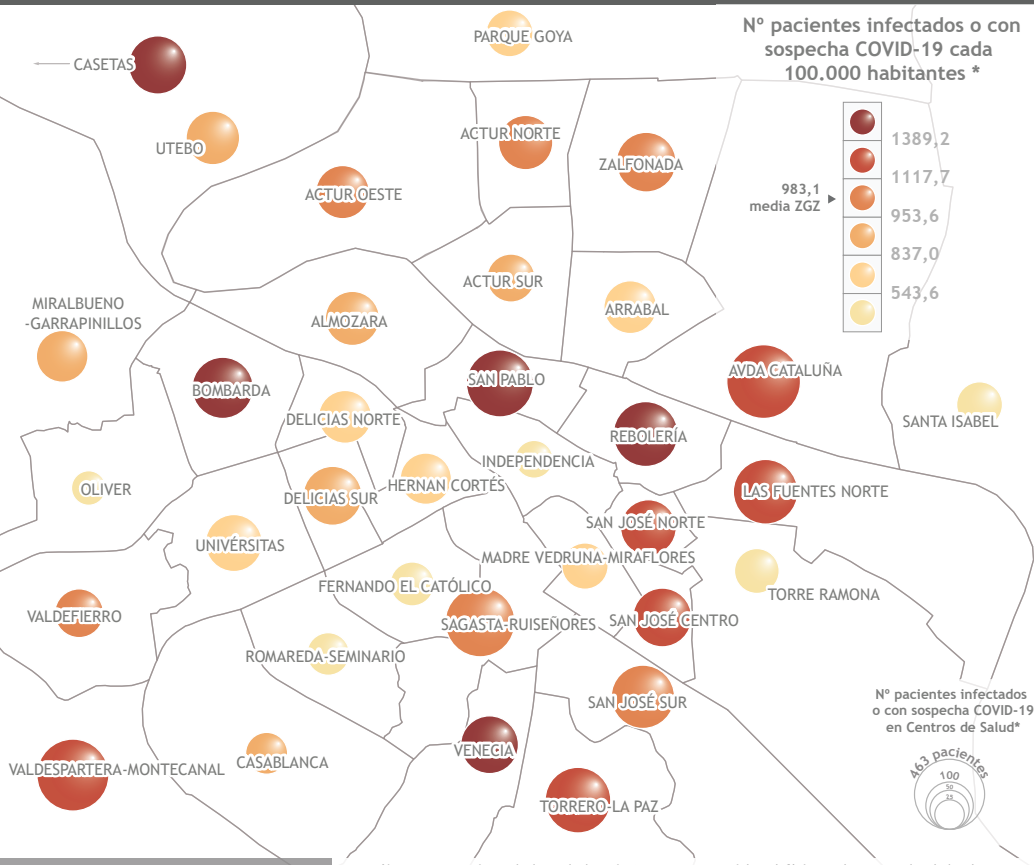 Nº pacientes infectados o con
sospecha COVID-19 cada
100.000 habitantes *
1389,2
1117,7
983,1
media ZGZ
953,6
837,0
543,6
PARQUE GOYA
CASETAS
UTEBO
ACTUR NORTE
ZALFONADA
ACTUR OESTE
ACTUR SUR
MIRALBUENO
-GARRAPINILLOS
ALMOZARA
ARRABAL
BOMBARDA
SAN PABLO
AVDA CATALUÑA
DELICIAS NORTE
REBOLERÍA
SANTA ISABEL
INDEPENDENCIA
OLIVER
DELICIAS SUR
HERNAN CORTÉS
LAS FUENTES NORTE
SAN JOSÉ NORTE
UNIVÉRSITAS
MADRE VEDRUNA-MIRAFLORES
FERNANDO EL CATÓLICO
TORRE RAMONA
VALDEFIERRO
SAGASTA-RUISEÑORES
SAN JOSÉ CENTRO
ROMAREDA-SEMINARIO
SAN JOSÉ SUR
VENECIA
CASABLANCA
VALDESPARTERA-MONTECANAL
TORRERO-LA PAZ
Nº pacientes infectados
o con sospecha COVID-19
en Centros de Salud*
463 pacientes
100
50
25